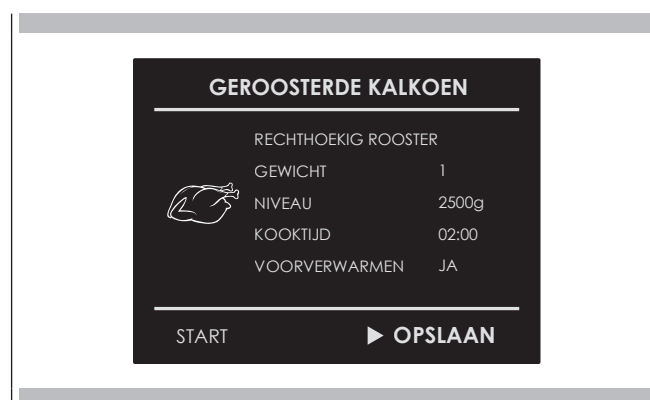 GEROOSTERDE KALKOEN
RECHTHOEKIG ROOSTER
GEWICHT 1
NIVEAU 2500g
KOOKTIJD 02:00
VOORVERWARMEN JA
START ▶ OPSLAAN